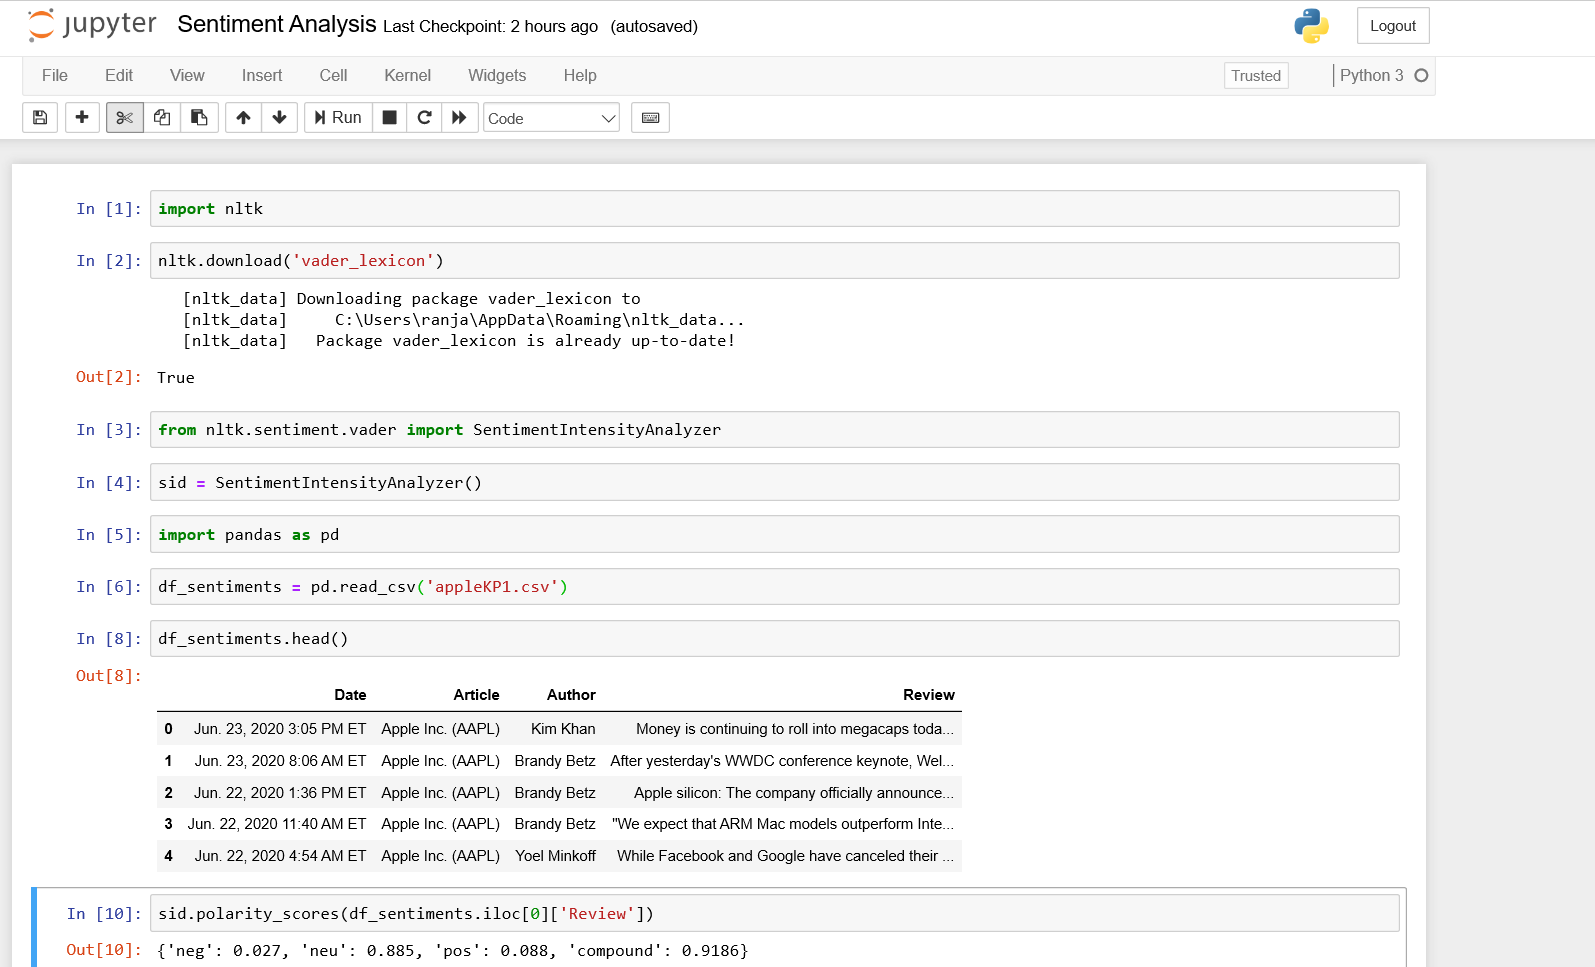 jupyter Sentiment Analysis Last Checkpoint: 2 hours ago (autosaved) Logout
File Edit View Insert Cell Kernel Widgets Help Trusted Python 3
Run Code
In [1]: import nltk
In [2]: nltk.download('vader_lexicon')
[nltk_data] Downloading package vader_lexicon to
[nltk_data]     C:\Users\ranja\AppData\Roaming\nltk_data...
[nltk_data]   Package vader_lexicon is already up-to-date!
Out[2]: True
In [3]: from nltk.sentiment.vader import SentimentIntensityAnalyzer
In [4]: sid = SentimentIntensityAnalyzer()
In [5]: import pandas as pd
In [6]: df_sentiments = pd.read_csv('appleKP1.csv')
In [8]: df_sentiments.head()
Out[8]:
Date Article Author Review
0 Jun. 23, 2020 3:05 PM ET Apple Inc. (AAPL) Kim Khan Money is continuing to roll into megacaps toda...
1 Jun. 23, 2020 8:06 AM ET Apple Inc. (AAPL) Brandy Betz After yesterday's WWDC conference keynote, Wel...
2 Jun. 22, 2020 1:36 PM ET Apple Inc. (AAPL) Brandy Betz Apple silicon: The company officially announce...
3 Jun. 22, 2020 11:40 AM ET Apple Inc. (AAPL) Brandy Betz "We expect that ARM Mac models outperform Inte...
4 Jun. 22, 2020 4:54 AM ET Apple Inc. (AAPL) Yoel Minkoff While Facebook and Google have canceled their ...
In [10]: sid.polarity_scores(df_sentiments.iloc[0]['Review'])
Out[10]: {'neg': 0.027, 'neu': 0.885, 'pos': 0.088, 'compound': 0.9186}